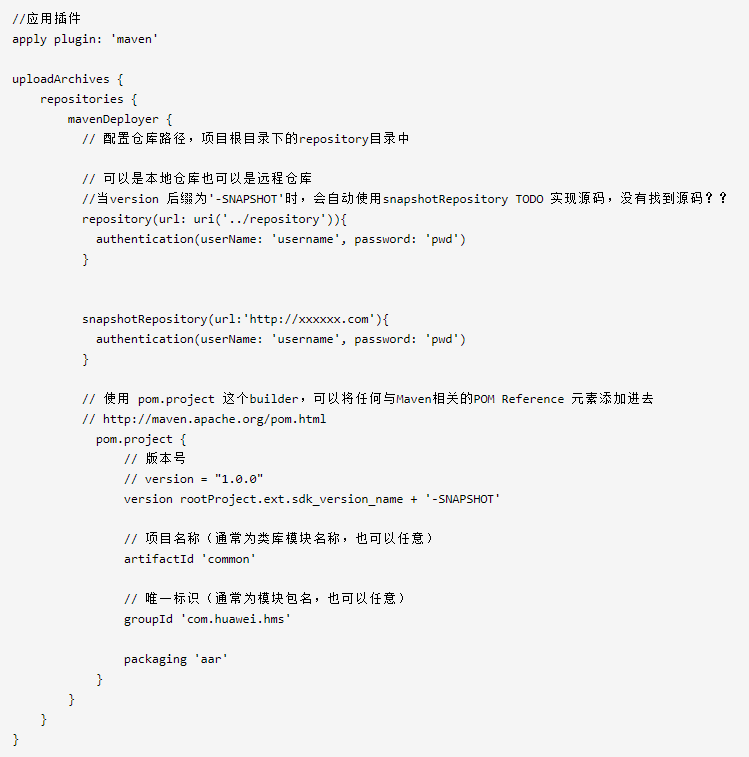 //应用插件
apply plugin: 'maven'
uploadArchives {
repositories {
mavenDeployer {
// 配置仓库路径，项目根目录下的repository目录中
// 可以是本地仓库也可以是远程仓库
//当version 后缀为'-SNAPSHOT'时，会自动使用snapshotRepository TODO 实现源码，没有找到源码？？
repository(url: uri('../repository')){
authentication(userName: 'username', password: 'pwd')
}
snapshotRepository(url:'http://xxxxxx.com'){
authentication(userName: 'username', password: 'pwd')
}
// 使用 pom.project 这个builder，可以将任何与Maven相关的POM Reference 元素添加进去
// http://maven.apache.org/pom.html
pom.project {
// 版本号
// version = "1.0.0"
version rootProject.ext.sdk_version_name + '-SNAPSHOT'
// 项目名称（通常为类库模块名称，也可以任意）
artifactId 'common'
// 唯一标识（通常为模块包名，也可以任意）
groupId 'com.huawei.hms'
packaging 'aar'
}
}
}
}